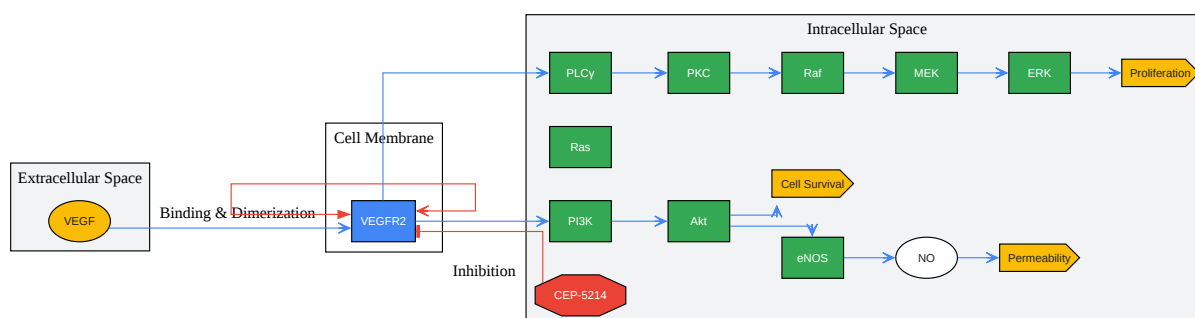 Intracellular Space
PLCγ
PKC
Raf
MEK
ERK
Proliferation
Cell Membrane
Ras
Extracellular Space
Cell Survival
Binding & Dimerization
VEGF
VEGFR2
PI3K
Akt
eNOS
NO
Permeability
Inhibition
CEP-5214